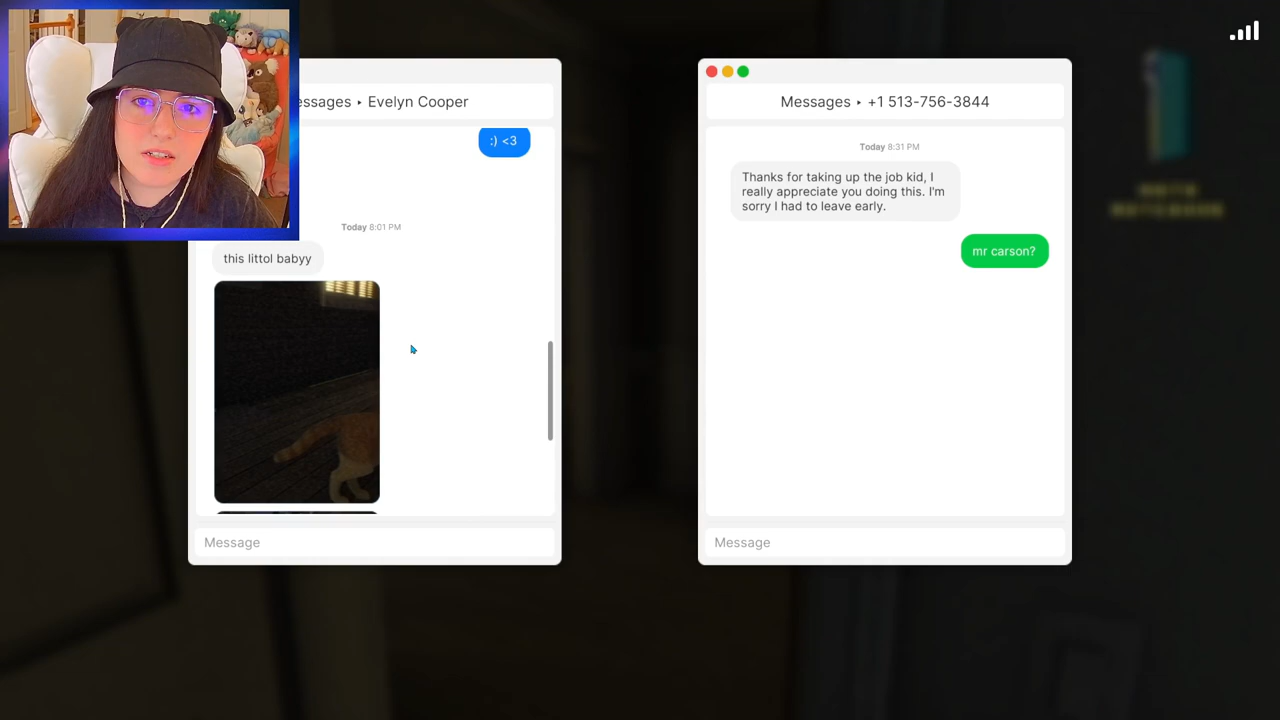 essages ▸ Evelyn Cooper
:) <3
Today 8:01 PM
this littol babyy
Message
Messages ▸ +1 513-756-3844
Today 8:31 PM
Thanks for taking up the job kid, I
really appreciate you doing this. I'm
sorry I had to leave early.
mr carson?
Message